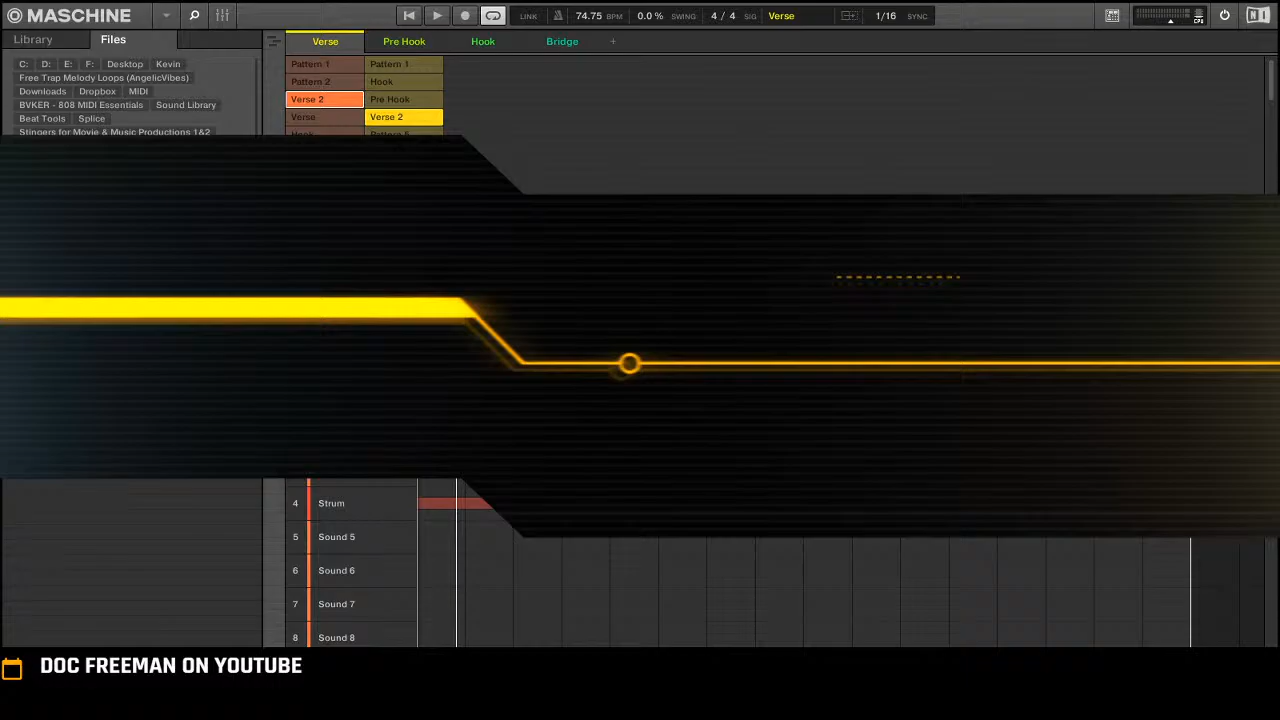 MASCHINE
LINK 74.75 BPM 0.0 % SWING 4 / 4 SIG Verse 1/16 SYNC
Library Files
Verse Pre Hook Hook Bridge +
C: D: E: F: Desktop Kevin
Free Trap Melody Loops (AngelicVibes)
Downloads Dropbox MIDI
BVKER - 808 MIDI Essentials Sound Library
Beat Tools Splice
Stingers for Movie & Music Productions 1&2
Pattern 1 Pattern 1
Pattern 2 Hook
Verse 2 Pre Hook
Verse Verse 2
4 Strum
5 Sound 5
6 Sound 6
7 Sound 7
8 Sound 8
DOC FREEMAN ON YOUTUBE